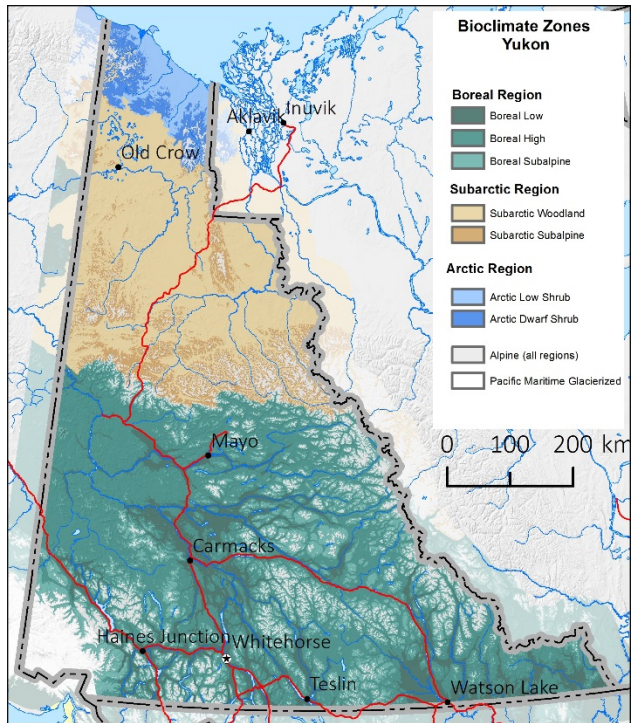 Bioclimate Zones
Yukon
Boreal Region
Boreal Low
Boreal High
Boreal Subalpine
Subarctic Region
Subarctic Woodland
Subarctic Subalpine
Arctic Region
Arctic Low Shrub
Arctic Dwarf Shrub
Alpine (all regions)
Pacific Maritime Glacierized
0 100 200 km
Inuvik
Aklavik
Old Crow
Mayo
Carmacks
Haines Junction
Whitehorse
Teslin
Watson Lake